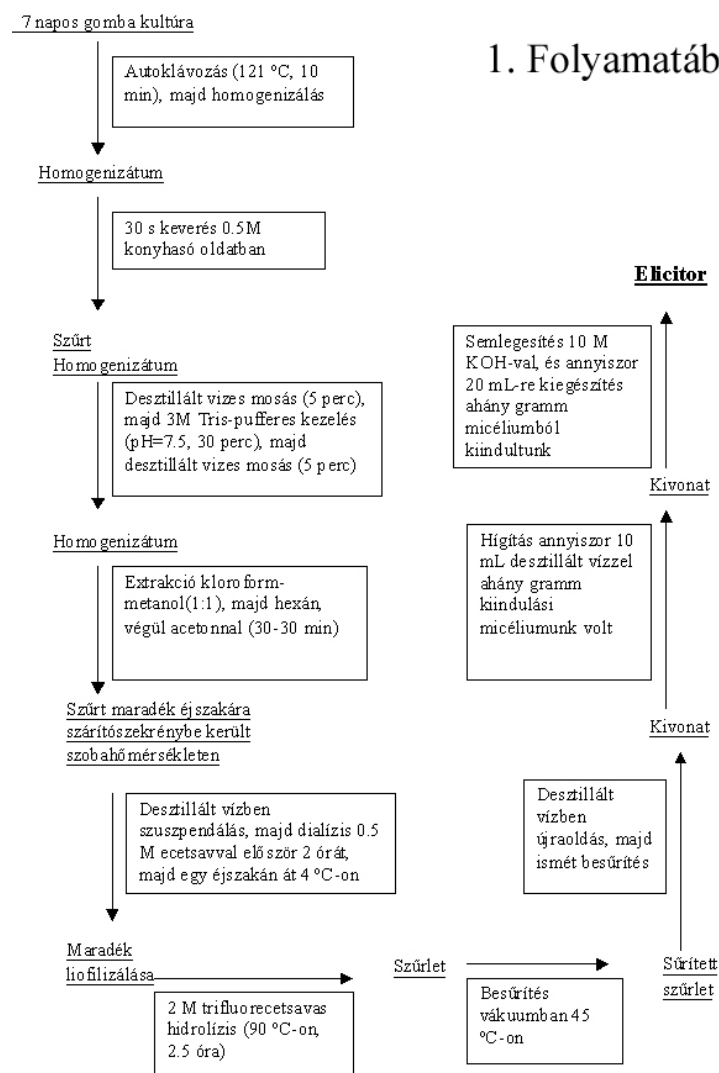 7 napos gomba kultúra
1. Folyamatáb
Autoklávozás (121 °C, 10
min), majd homogenizálás
Homogenizátum
30 s keverés 0.5M
konyhasó oldatban
Szűrt
Homogenizátum
Desztillált vizes mosás (5 perc),
majd 3M Tris-pufferes kezelés
(pH=7.5, 30 perc), majd
desztillált vizes mosás (5 perc)
Homogenizátum
Extrakció kloroform-
metanol(1:1), majd hexán,
végül acetonnal (30-30 min)
Szűrt maradék éjszakára
szárítószekrénybe került
szobahőmérsékleten
Desztillált vízben
szuszpendálás, majd dialízis 0.5
M ecetsavval először 2 órát,
majd egy éjszakán át 4 °C-on
Maradék
liofilizálása
2 M trifluorecetsavas
hidrolízis (90 °C-on,
2.5 óra)
Szűrlet
Besűrítés
vákuumban 45
°C-on
Sűrített
szűrlet
Desztillált
vízben
újraoldás, majd
ismét besűrítés
Kivonat
Hígítás annyiszor 10
mL desztillált vízzel
ahány gramm
kiindulási
micéliumunk volt
Kivonat
Semlegesítés 10 M
KOH-val, és annyiszor
20 mL-re kiegészítés
ahány gramm
micéliumból
kiindultunk
Elicitor